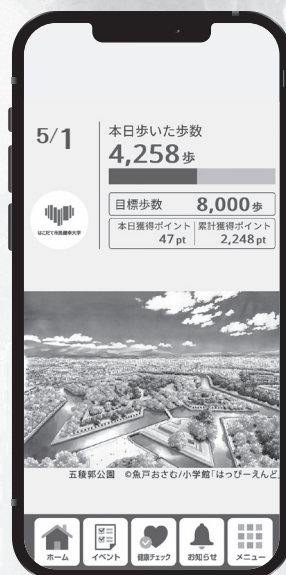 5/1
本日歩いた歩数
4,258歩
はこだて市民健幸大学
目標歩数 8,000歩
本日獲得ポイント 累計獲得ポイント
47pt 2,248pt
五稜郭公園 ©魚戸おさむ/小学館「はっぴーえんど」
ホーム イベント 健康チェック お知らせ メニュー